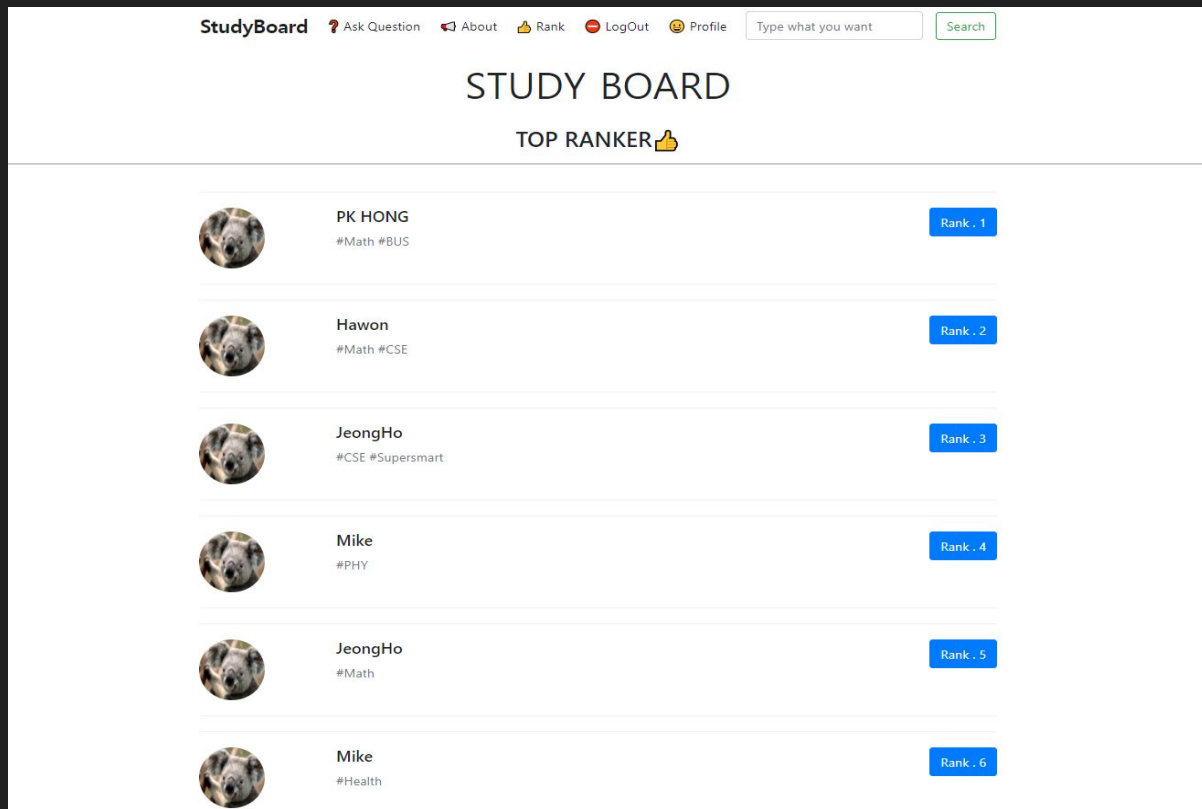 StudyBoard ❓ Ask Question 📢 About 👍 Rank ⛔ LogOut 😃 Profile Type what you want Search
STUDY BOARD
TOP RANKER👍
PK HONG Rank . 1
#Math #BUS
Hawon Rank . 2
#Math #CSE
JeongHo Rank . 3
#CSE #Supersmart
Mike Rank . 4
#PHY
JeongHo Rank . 5
#Math
Mike Rank . 6
#Health